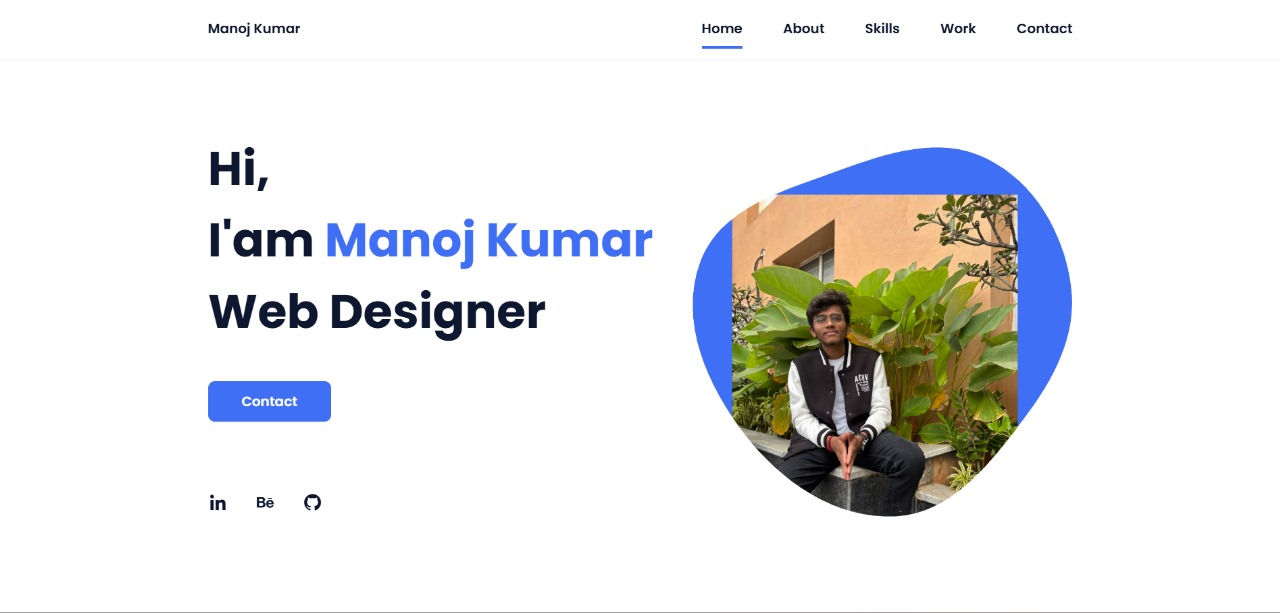 Manoj Kumar
Home About Skills Work Contact
Hi,
I'am Manoj Kumar
Web Designer
Contact
in Bē